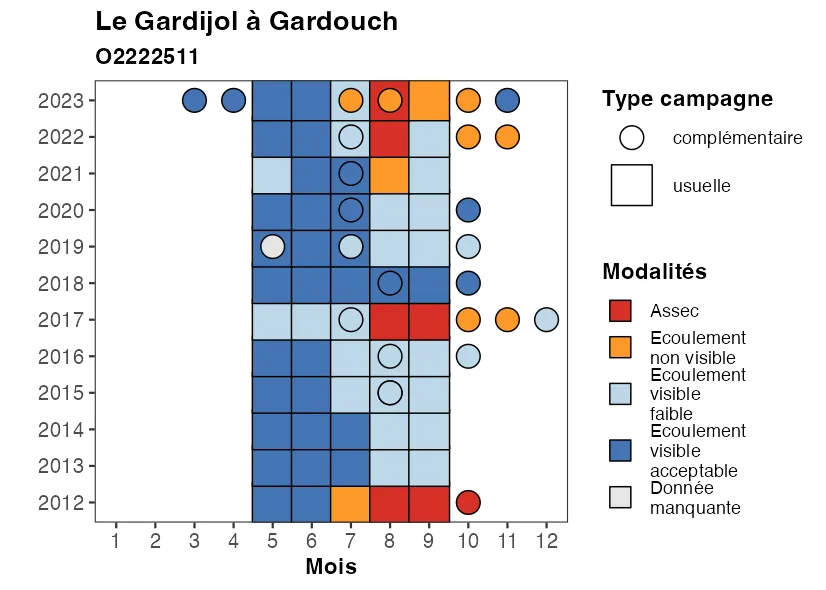 Le Gardijol à Gardouch
O2222511
2023
2022
2021
2020
2019
2018
2017
2016
2015
2014
2013
2012
1 2 3 4 5 6 7 8 9 10 11 12
Mois
Type campagne
complémentaire
usuelle
Modalités
Assec
Ecoulement
non visible
Ecoulement
visible
faible
Ecoulement
visible
acceptable
Donnée
manquante